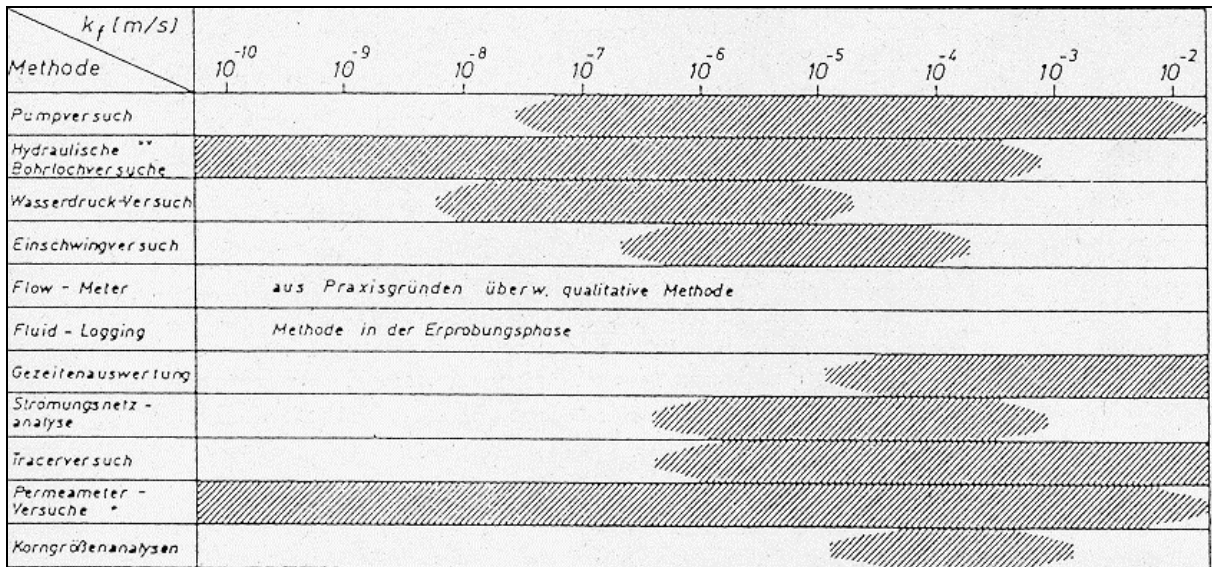 k_f [m/s]
Methode
10^-10 10^-9 10^-8 10^-7 10^-6 10^-5 10^-4 10^-3 10^-2
Pumpversuch
Hydraulische **
Bohrlochversuche
Wasserdruck-Versuch
Einschwingversuch
Flow - Meter aus Praxisgründen überw. qualitative Methode
Fluid - Logging Methode in der Erprobungsphase
Gezeitenauswertung
Strömungsnetz -
analyse
Tracerversuch
Permeameter -
Versuche *
Korngrößenanalysen